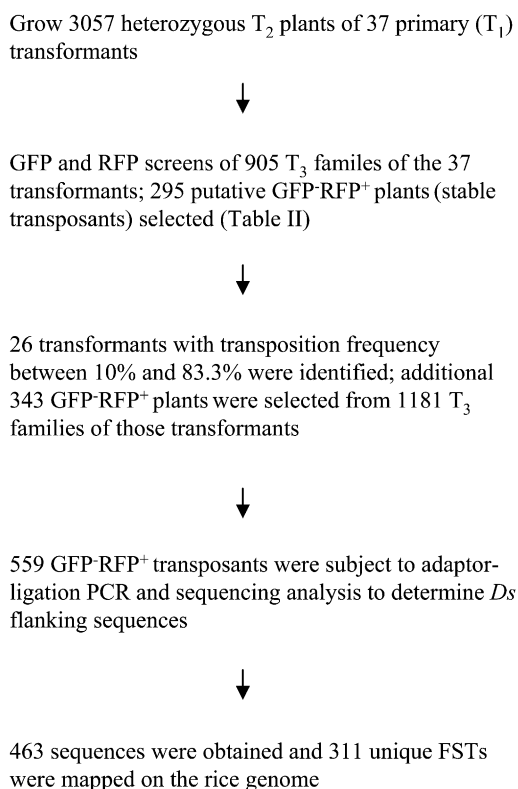 Grow 3057 heterozygous T₂ plants of 37 primary (T₁)
transformants
↓
GFP and RFP screens of 905 T₃ familes of the 37
transformants; 295 putative GFP⁻RFP⁺ plants (stable
transposants) selected (Table II)
↓
26 transformants with transposition frequency
between 10% and 83.3% were identified; additional
343 GFP⁻RFP⁺ plants were selected from 1181 T₃
families of those transformants
↓
559 GFP⁻RFP⁺ transposants were subject to adaptor-
ligation PCR and sequencing analysis to determine Ds
flanking sequences
↓
463 sequences were obtained and 311 unique FSTs
were mapped on the rice genome